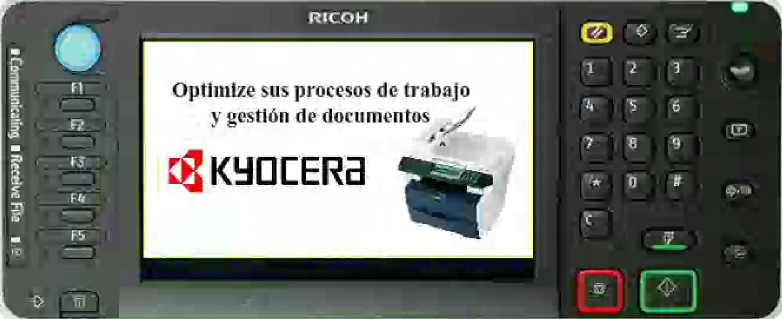 RICOH
Communicating
Receive File
F1
F2
F3
F4
F5
Optimize sus procesos de trabajo
y gestión de documentos
KYOCERA
1 2 3
4 5 6
7 8 9
* 0 #
C